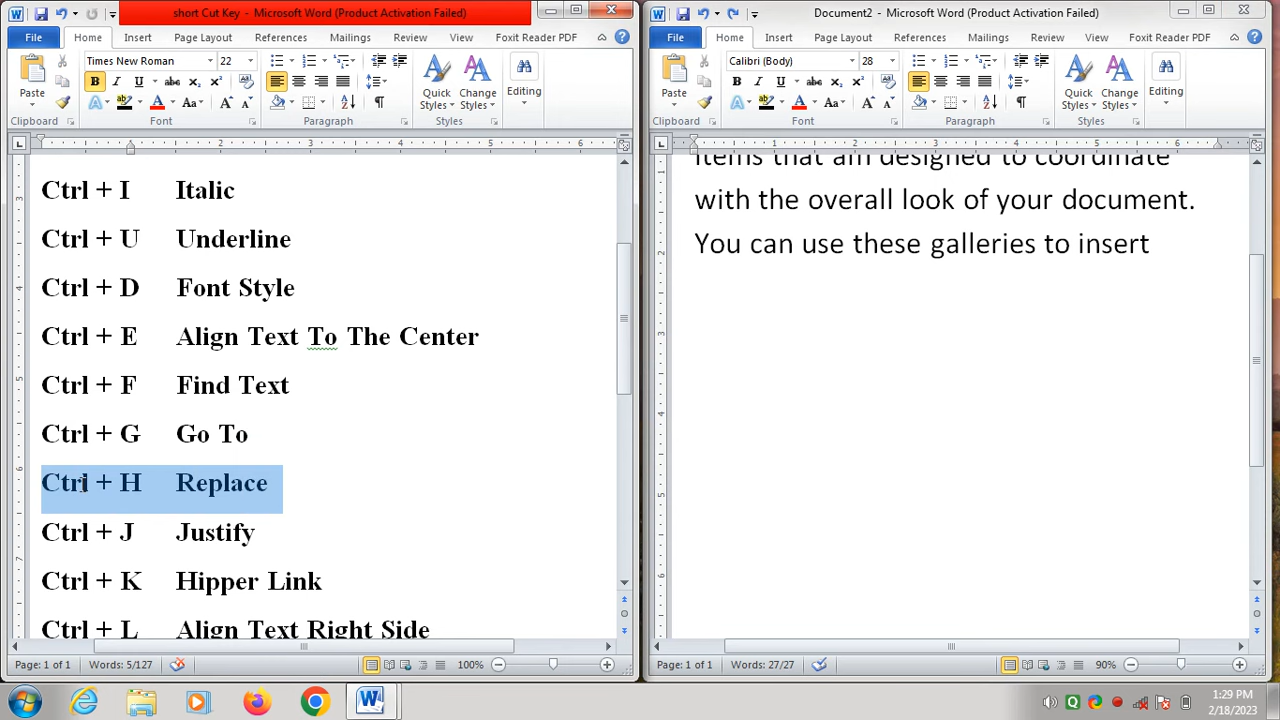 short Cut Key - Microsoft Word (Product Activation Failed)
File Home Insert Page Layout References Mailings Review View Foxit Reader PDF
Times New Roman 22
Paste
Quick Styles
Change Styles
Editing
Clipboard Font Paragraph Styles
Ctrl + I Italic
Ctrl + U Underline
Ctrl + D Font Style
Ctrl + E Align Text To The Center
Ctrl + F Find Text
Ctrl + G Go To
Ctrl + H Replace
Ctrl + J Justify
Ctrl + K Hipper Link
Ctrl + L Align Text Right Side
Page: 1 of 1 Words: 5/127 100%
Document2 - Microsoft Word (Product Activation Failed)
File Home Insert Page Layout References Mailings Review View Foxit Reader PDF
Calibri (Body) 28
Paste
Quick Styles
Change Styles
Editing
Clipboard Font Paragraph Styles
items that am designed to coordinate
with the overall look of your document.
You can use these galleries to insert
Page: 1 of 1 Words: 27/27 90%
1:29 PM
2/18/2023